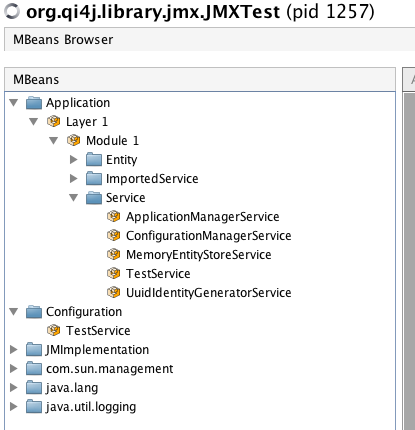 org.qi4j.library.jmx.JMXTest (pid 1257)
MBeans Browser
MBeans
Application
Layer 1
Module 1
Entity
ImportedService
Service
ApplicationManagerService
ConfigurationManagerService
MemoryEntityStoreService
TestService
UuidIdentityGeneratorService
Configuration
TestService
JMImplementation
com.sun.management
java.lang
java.util.logging